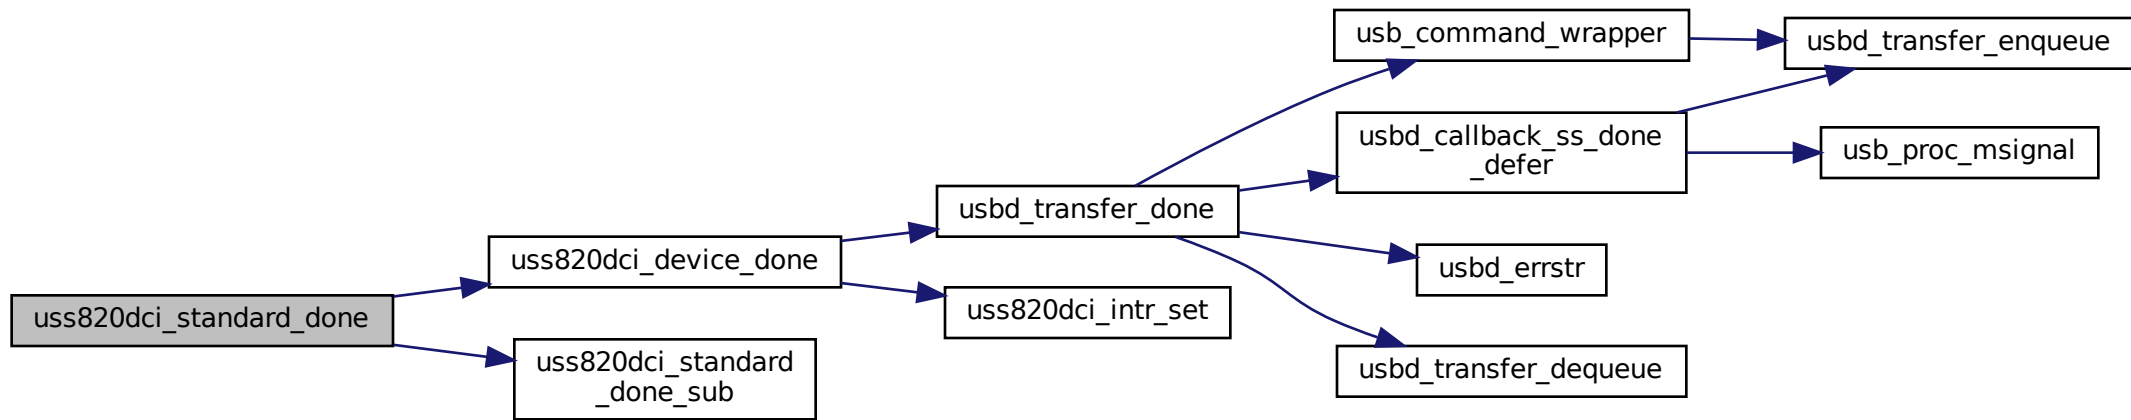 usb_command_wrapper
usbd_transfer_enqueue
usbd_callback_ss_done
_defer
usb_proc_msignal
usbd_transfer_done
uss820dci_device_done
usbd_errstr
uss820dci_intr_set
uss820dci_standard_done
uss820dci_standard
_done_sub
usbd_transfer_dequeue